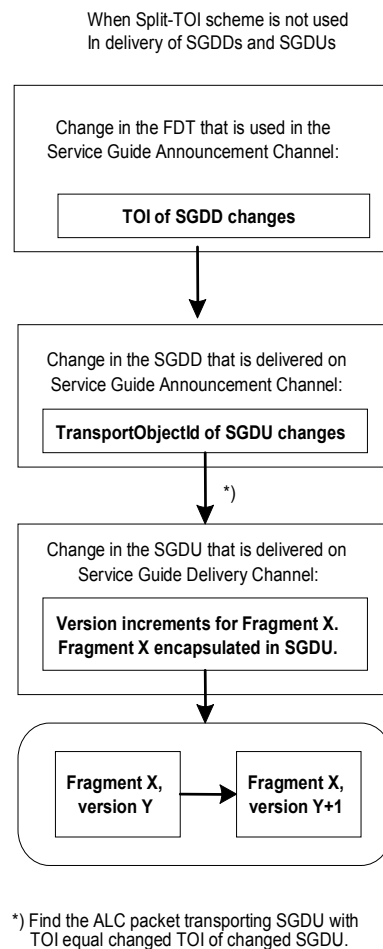 When Split-TOI scheme is not used
In delivery of SGDDs and SGDUs
Change in the FDT that is used in the
Service Guide Announcement Channel:
TOI of SGDD changes
Change in the SGDD that is delivered on
Service Guide Announcement Channel:
TransportObjectId of SGDU changes
*)
Change in the SGDU that is delivered on
Service Guide Delivery Channel:
Version increments for Fragment X.
Fragment X encapsulated in SGDU.
Fragment X,
version Y
Fragment X,
version Y+1
*) Find the ALC packet transporting SGDU with
TOI equal changed TOI of changed SGDU.